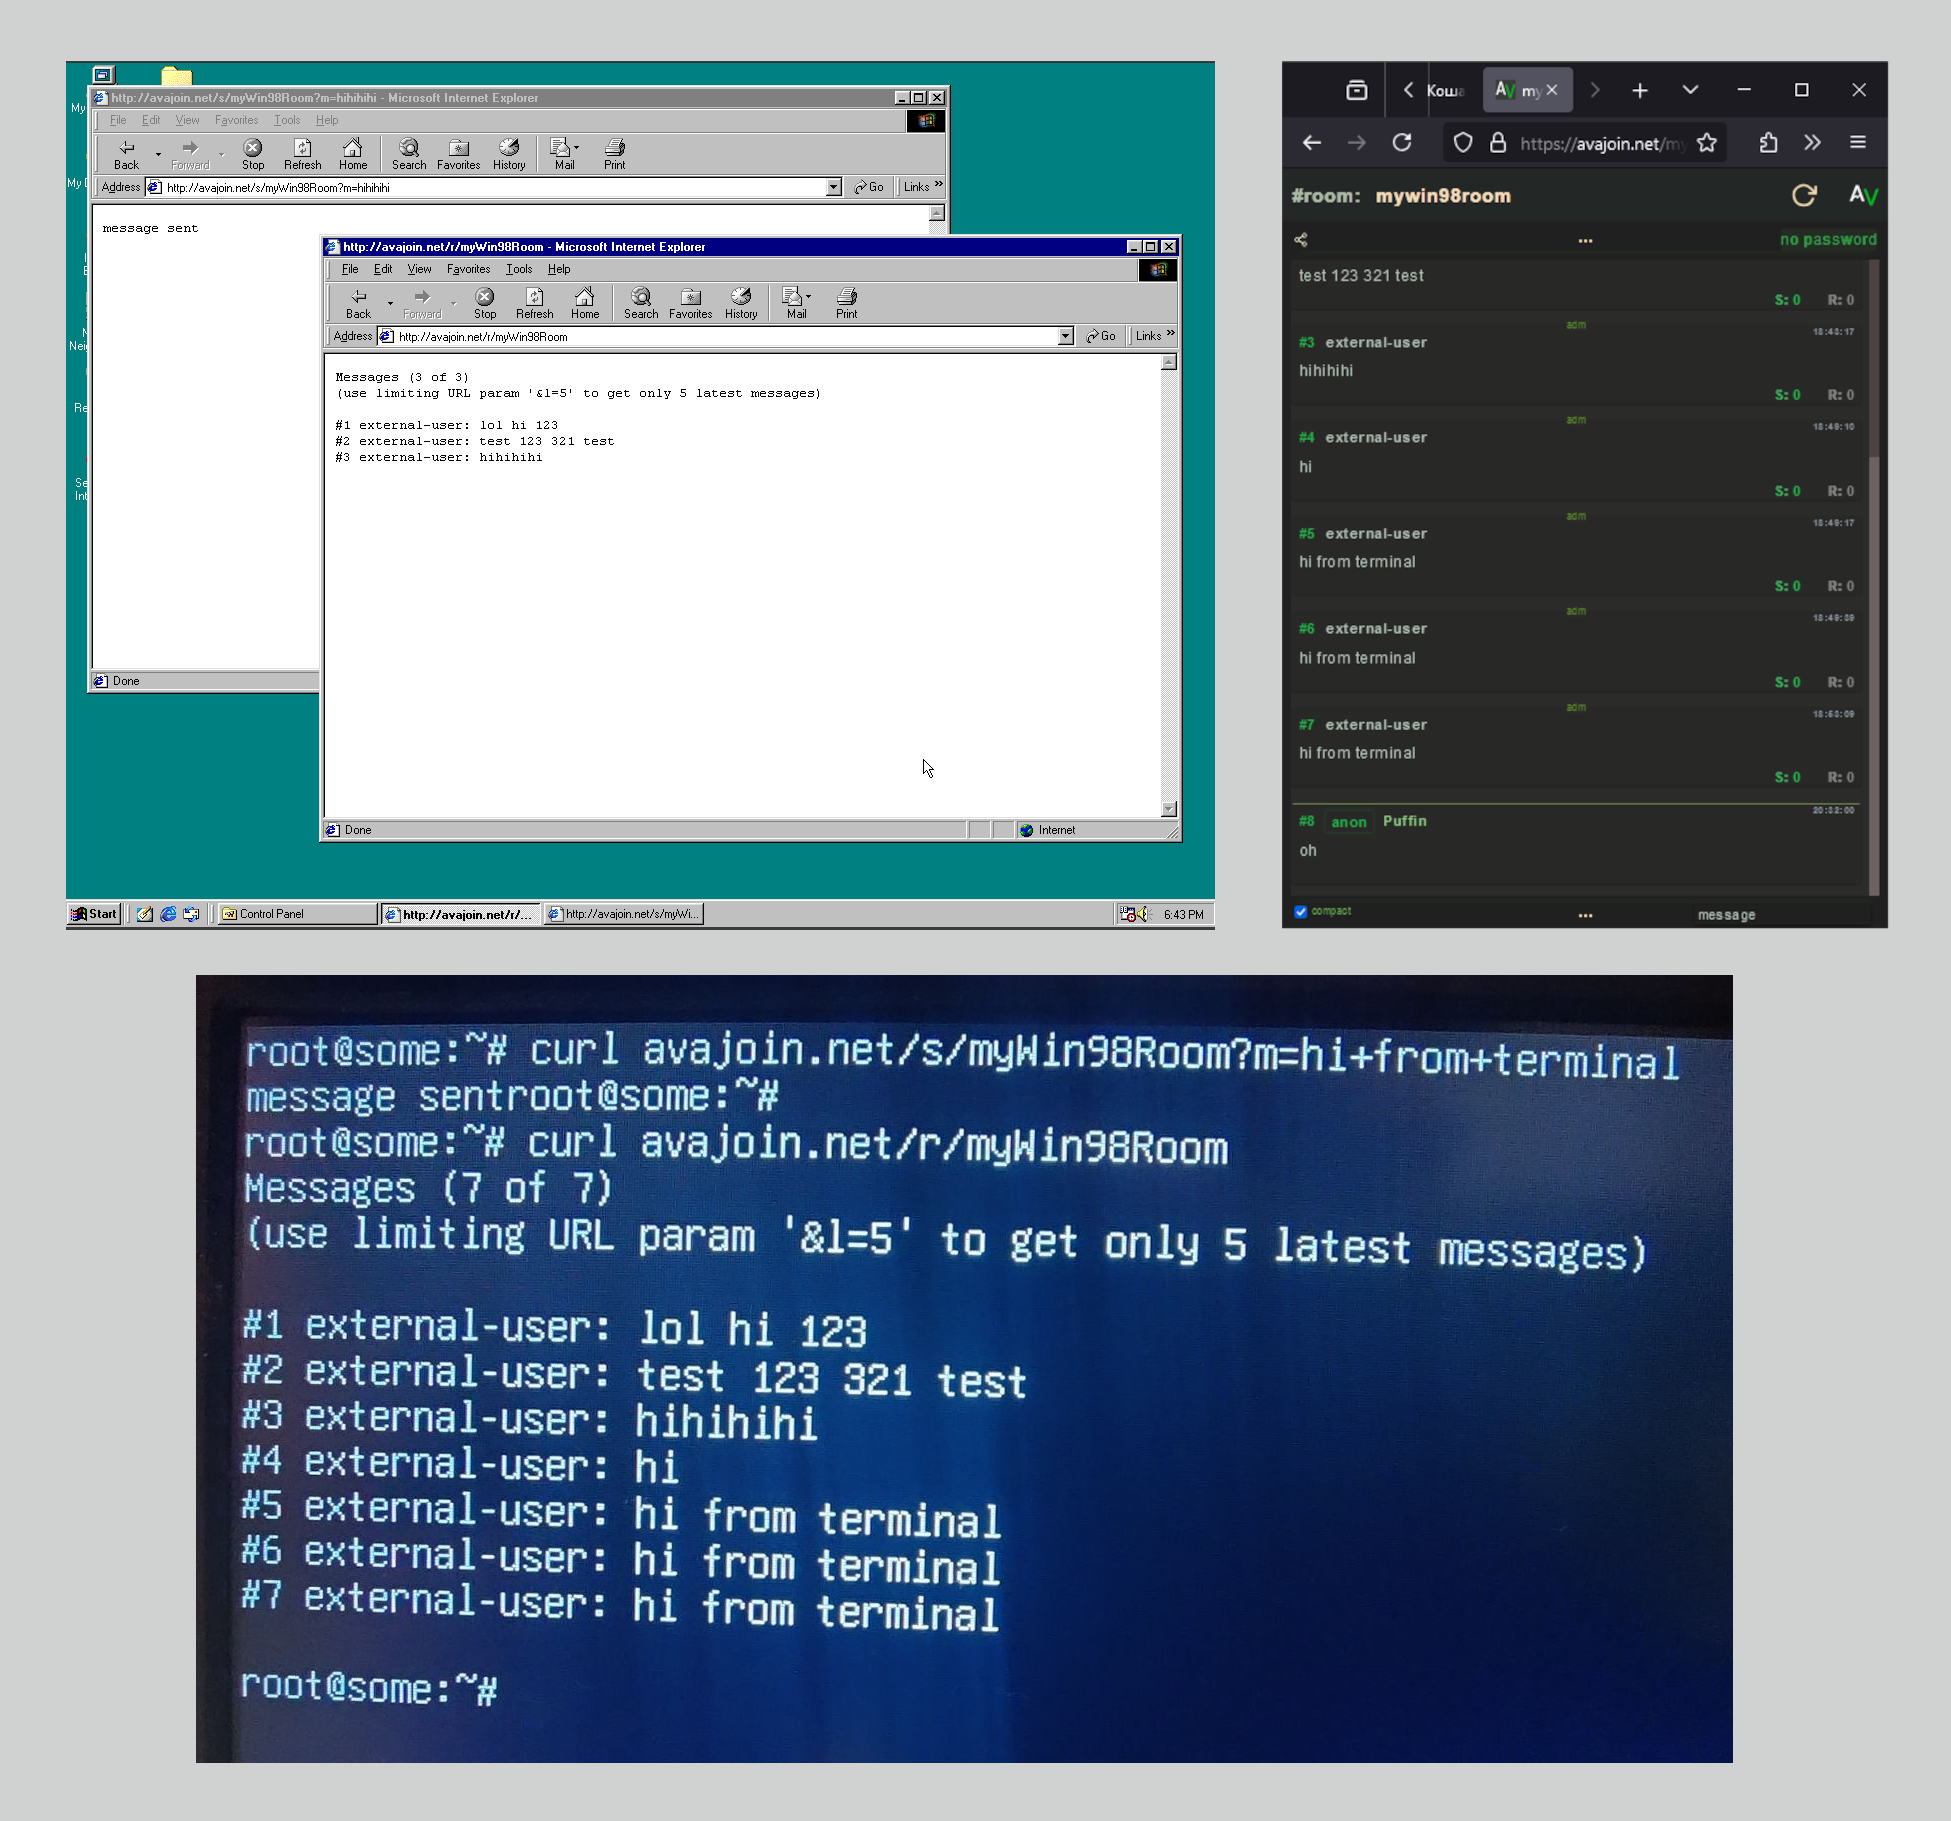 http://avajoin.net/s/myWin98Room?m=hihihihi - Microsoft Internet Explorer
File Edit View Favorites Tools Help
Back Forward Stop Refresh Home Search Favorites History Mail Print
Address http://avajoin.net/s/myWin98Room?m=hihihihi Go Links »
message sent
Done
http://avajoin.net/r/myWin98Room - Microsoft Internet Explorer
File Edit View Favorites Tools Help
Back Forward Stop Refresh Home Search Favorites History Mail Print
Address http://avajoin.net/r/myWin98Room Go Links »
Messages (3 of 3)
(use limiting URL param '&l=5' to get only 5 latest messages)
#1 external-user: lol hi 123
#2 external-user: test 123 321 test
#3 external-user: hihihihi
Done Internet
Start Control Panel http://avajoin.net/r/... http://avajoin.net/s/myWi... 6:43 PM
AV my
https://avajoin.net/my
#room: mywin98room AV
... no password
test 123 321 test
S: 0 R: 0
adm
#3 external-user 18:43:17
hihihihi
S: 0 R: 0
adm
#4 external-user 18:49:10
hi
S: 0 R: 0
adm
#5 external-user 18:49:17
hi from terminal
S: 0 R: 0
adm
#6 external-user
hi from terminal
S: 0 R: 0
adm
#7 external-user
hi from terminal
S: 0 R: 0
#8 anon Puffin
oh
compact ... message
root@some:~# curl avajoin.net/s/myWin98Room?m=hi+from+terminal
message sentroot@some:~#
root@some:~# curl avajoin.net/r/myWin98Room
Messages (7 of 7)
(use limiting URL param '&l=5' to get only 5 latest messages)
#1 external-user: lol hi 123
#2 external-user: test 123 321 test
#3 external-user: hihihihi
#4 external-user: hi
#5 external-user: hi from terminal
#6 external-user: hi from terminal
#7 external-user: hi from terminal
root@some:~#